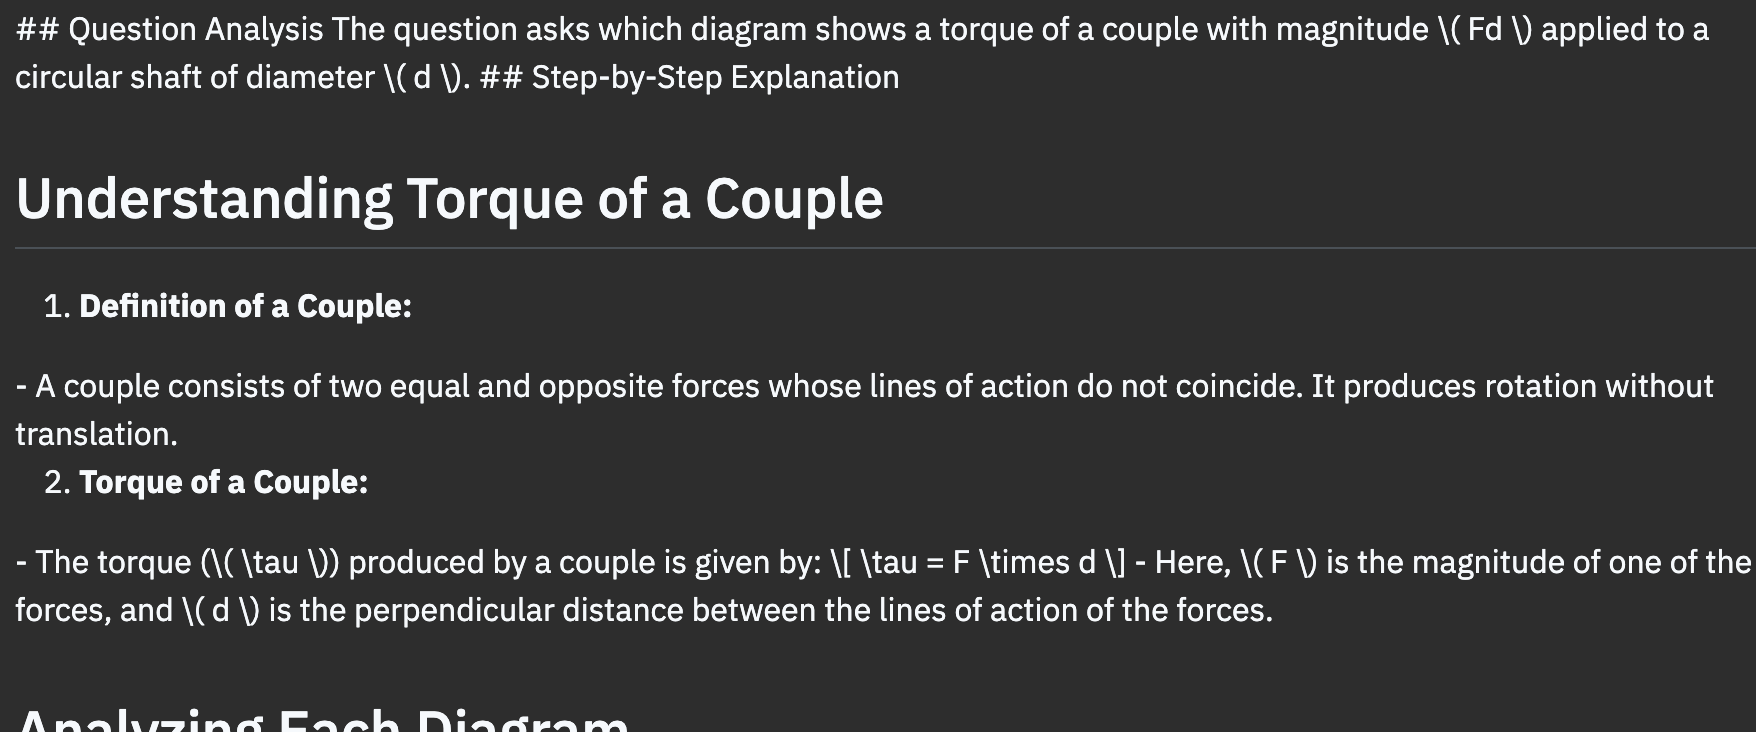 ## Question Analysis The question asks which diagram shows a torque of a couple with magnitude \( Fd \) applied to a
circular shaft of diameter \( d \). ## Step-by-Step Explanation
Understanding Torque of a Couple
1. Definition of a Couple:
- A couple consists of two equal and opposite forces whose lines of action do not coincide. It produces rotation without
translation.
2. Torque of a Couple:
- The torque (\( \tau \)) produced by a couple is given by: \[ \tau = F \times d \] - Here, \( F \) is the magnitude of one of the
forces, and \( d \) is the perpendicular distance between the lines of action of the forces.
Analyzing Each Diagram